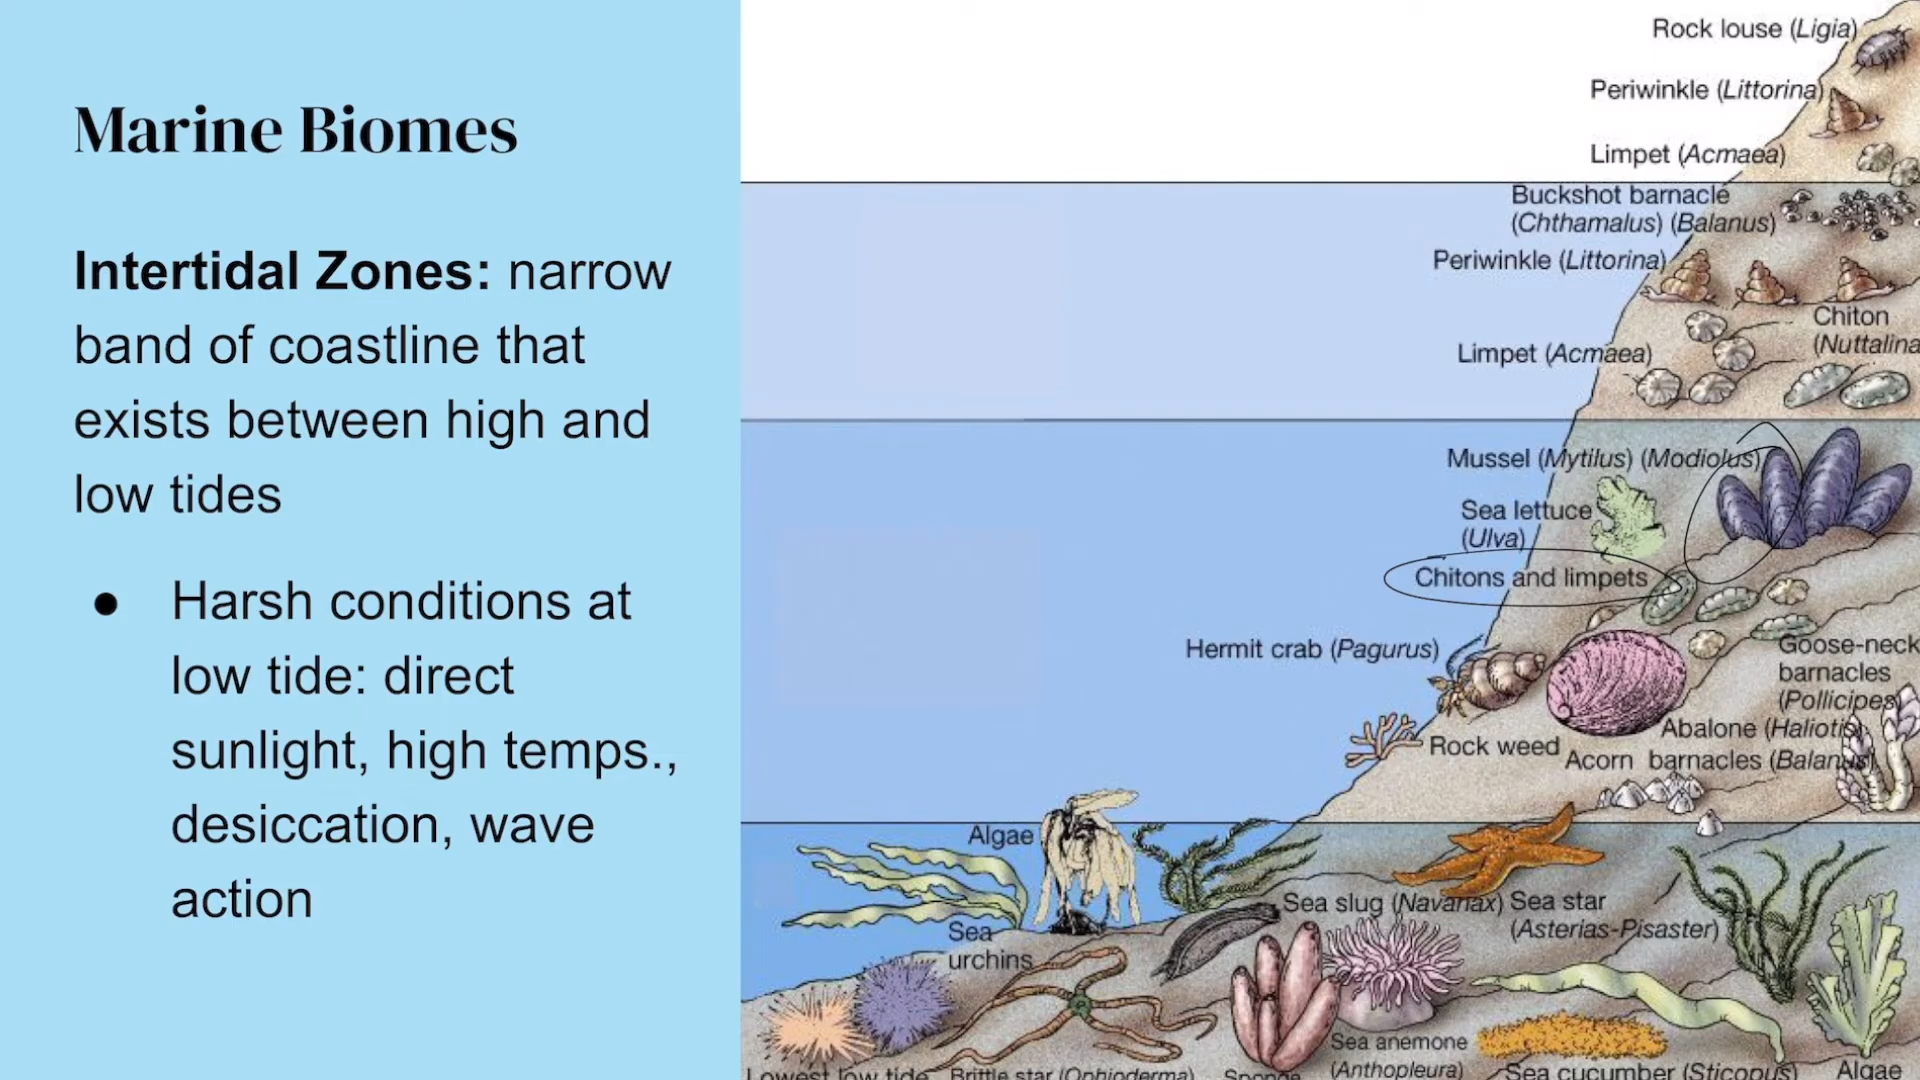 Marine Biomes
Intertidal Zones: narrow
band of coastline that
exists between high and
low tides
● Harsh conditions at
low tide: direct
sunlight, high temps.,
desiccation, wave
action
Rock louse (Ligia)
Periwinkle (Littorina)
Limpet (Acmaea)
Buckshot barnacle
(Chthamalus) (Balanus)
Periwinkle (Littorina)
Chiton
(Nuttalina
Limpet (Acmaea)
Mussel (Mytilus) (Modiolus)
Sea lettuce
(Ulva)
Chitons and limpets
Hermit crab (Pagurus)
Goose-neck
barnacles
(Pollicipes)
Abalone (Haliotis)
Rock weed
Acorn barnacles (Balanus)
Algae
Sea slug (Navanax)
Sea star
(Asterias-Pisaster)
Sea
urchins
Sea anemone
(Anthopleura)
Lowest low tide
Brittle star (Ophioderma)
Sponge
Sea cucumber (Sticopus)
Algae